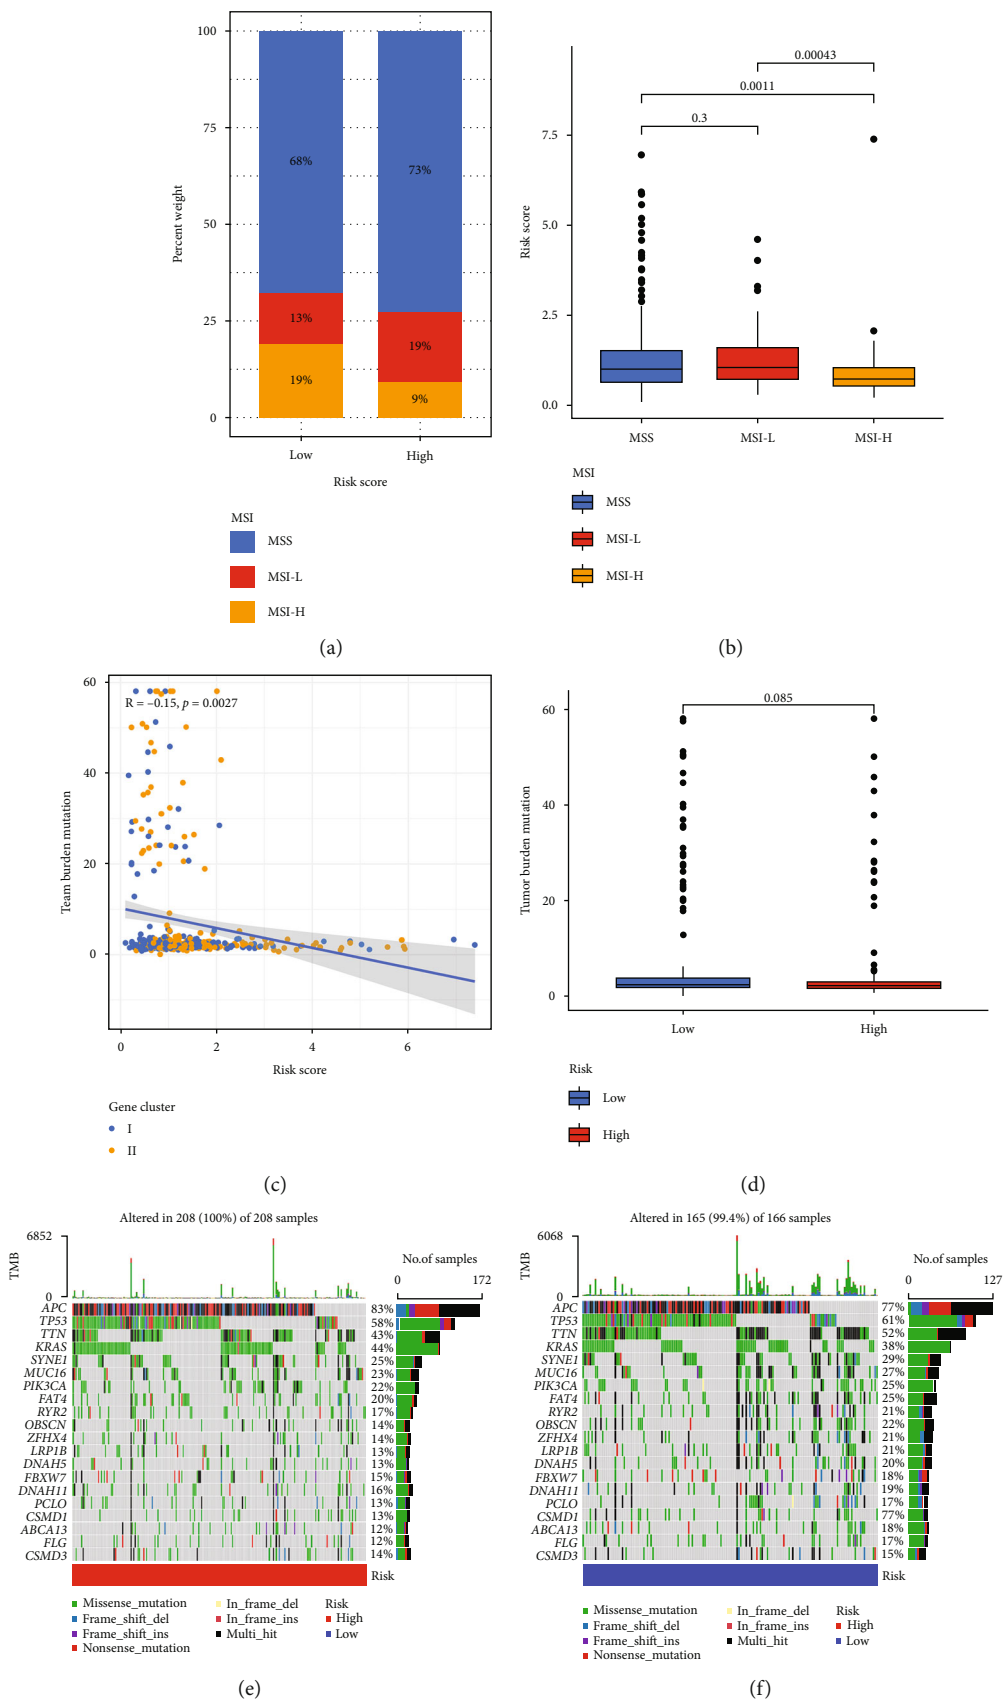 100
75
50
25
0
Percent weight
68%
13%
19%
73%
19%
9%
Low
High
Risk score
MSI
MSS
MSI-L
MSI-H
(a)
0.00043
0.0011
0.3
7.5
5.0
2.5
0.0
Risk score
MSS
MSI-L
MSI-H
MSI
MSS
MSI-L
MSI-H
(b)
60
40
20
0
Team burden mutation
R = –0.15, p = 0.0027
0
2
4
6
Risk score
Gene cluster
I
II
(c)
0.085
60
40
20
0
Tumor burden mutation
Low
High
Risk
Low
High
(d)
Altered in 208 (100%) of 208 samples
6852
0
TMB
No.of samples
0 172
APC 83%
TP53 58%
TTN 43%
KRAS 44%
SYNE1 25%
MUC16 23%
PIK3CA 22%
FAT4 20%
RYR2 17%
OBSCN 14%
ZFHX4 14%
LRP1B 13%
DNAH5 13%
FBXW7 15%
DNAH11 16%
PCLO 13%
CSMD1 13%
ABCA13 12%
FLG 12%
CSMD3 14%
Risk
Missense_mutation
Frame_shift_del
Frame_shift_ins
Nonsense_mutation
In_frame_del
In_frame_ins
Multi_hit
Risk
High
Low
(e)
Altered in 165 (99.4%) of 166 samples
6068
0
TMB
No.of samples
0 127
APC 77%
TP53 61%
TTN 52%
KRAS 38%
SYNE1 29%
MUC16 27%
PIK3CA 25%
FAT4 25%
RYR2 21%
OBSCN 22%
ZFHX4 21%
LRP1B 21%
DNAH5 20%
FBXW7 18%
DNAH11 19%
PCLO 17%
CSMD1 77%
ABCA13 18%
FLG 17%
CSMD3 15%
Risk
Missense_mutation
Frame_shift_del
Frame_shift_ins
Nonsense_mutation
In_frame_del
In_frame_ins
Multi_hit
Risk
High
Low
(f)